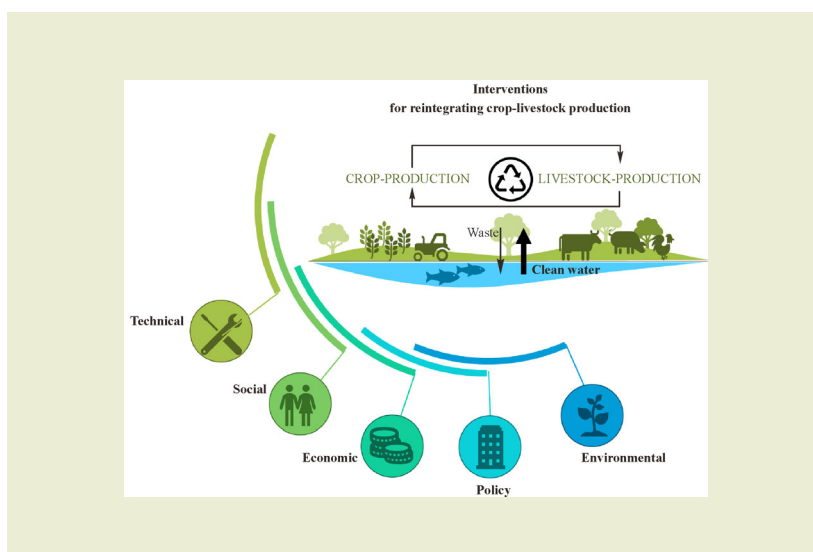 Interventions
for reintegrating crop-livestock production
CROP-PRODUCTION
LIVESTOCK-PRODUCTION
Waste
Clean water
Technical
Social
Economic
Policy
Environmental